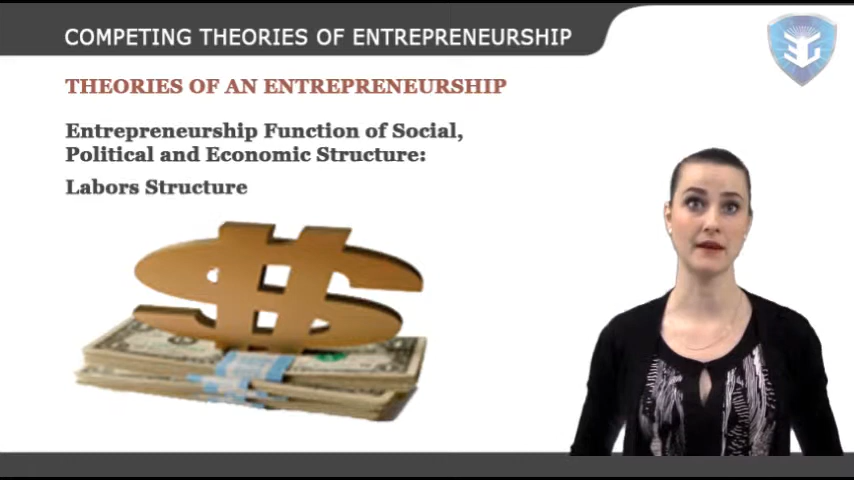 COMPETING THEORIES OF ENTREPRENEURSHIP
THEORIES OF AN ENTREPRENEURSHIP
Entrepreneurship Function of Social,
Political and Economic Structure:
Labors Structure